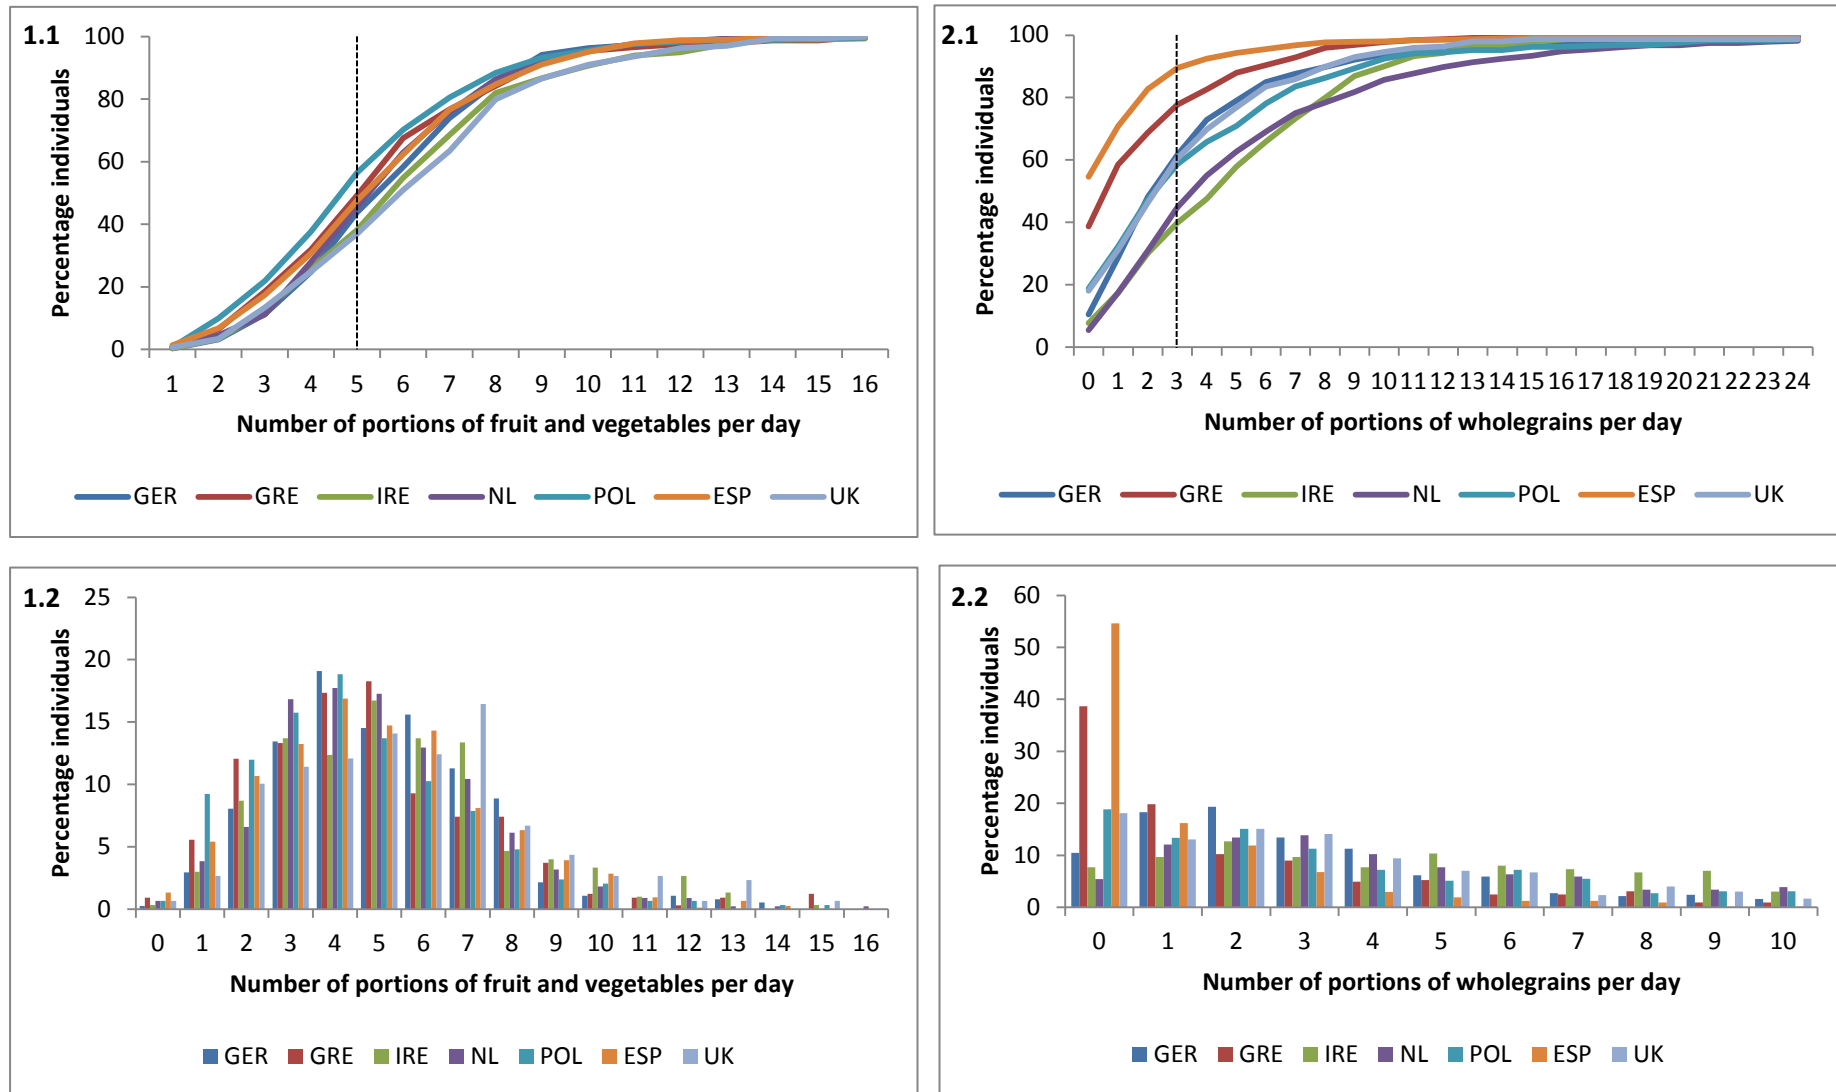 1.1
Percentage individuals
100
80
60
40
20
0
1 2 3 4 5 6 7 8 9 10 11 12 13 14 15 16
Number of portions of fruit and vegetables per day
GER GRE IRE NL POL ESP UK
2.1
Percentage individuals
100
80
60
40
20
0
0 1 2 3 4 5 6 7 8 9 10 11 12 13 14 15 16 17 18 19 20 21 22 23 24
Number of portions of wholegrains per day
GER GRE IRE NL POL ESP UK
1.2
Percentage individuals
25
20
15
10
5
0
0 1 2 3 4 5 6 7 8 9 10 11 12 13 14 15 16
Number of portions of fruit and vegetables per day
GER GRE IRE NL POL ESP UK
2.2
Percentage individuals
60
50
40
30
20
10
0
0 1 2 3 4 5 6 7 8 9 10
Number of portions of wholegrains per day
GER GRE IRE NL POL ESP UK